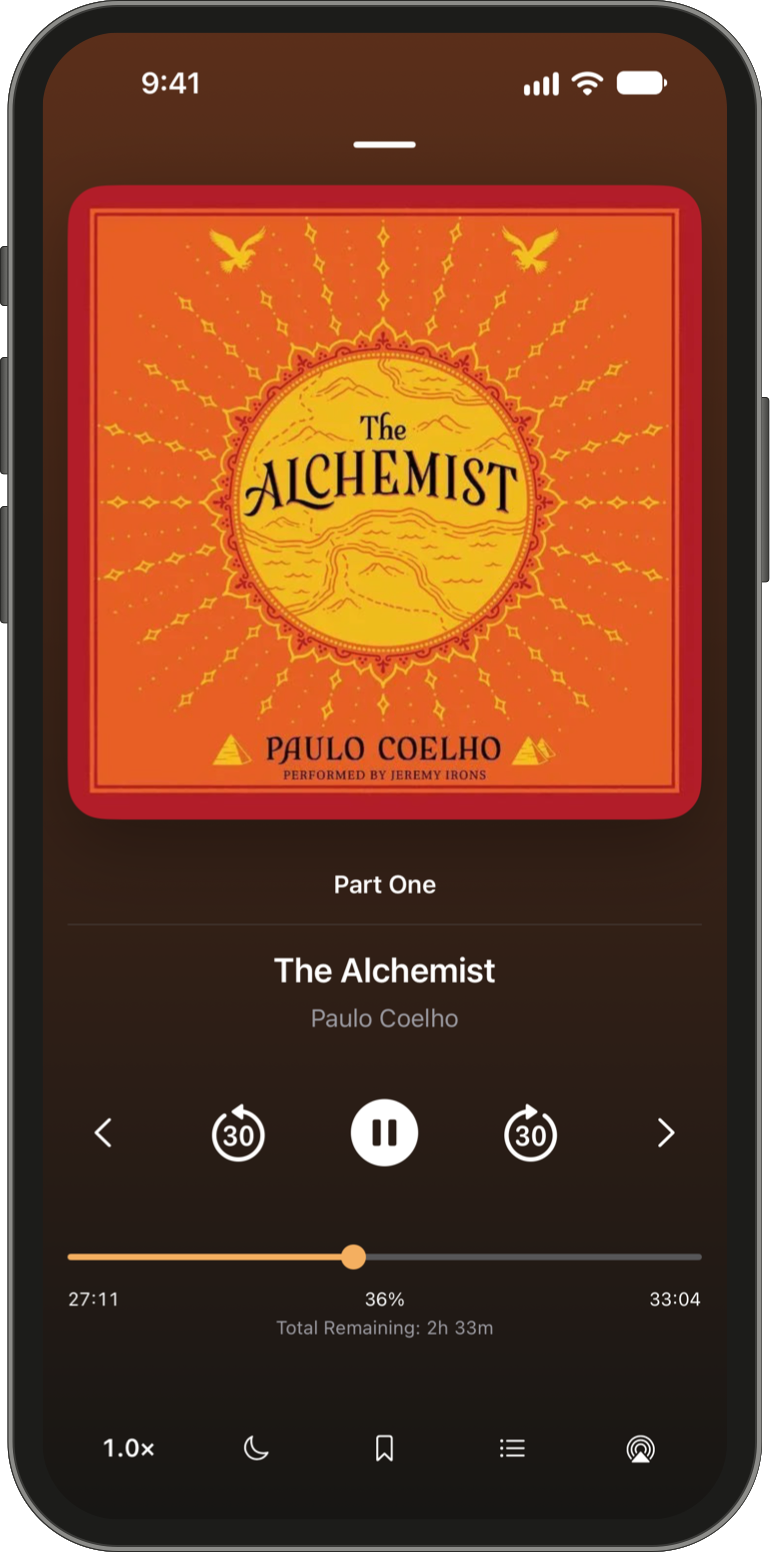 9:41
The
ALCHEMIST
PAULO COELHO
PERFORMED BY JEREMY IRONS
Part One
The Alchemist
Paulo Coelho
30 30
27:11 36% 33:04
Total Remaining: 2h 33m
1.0×